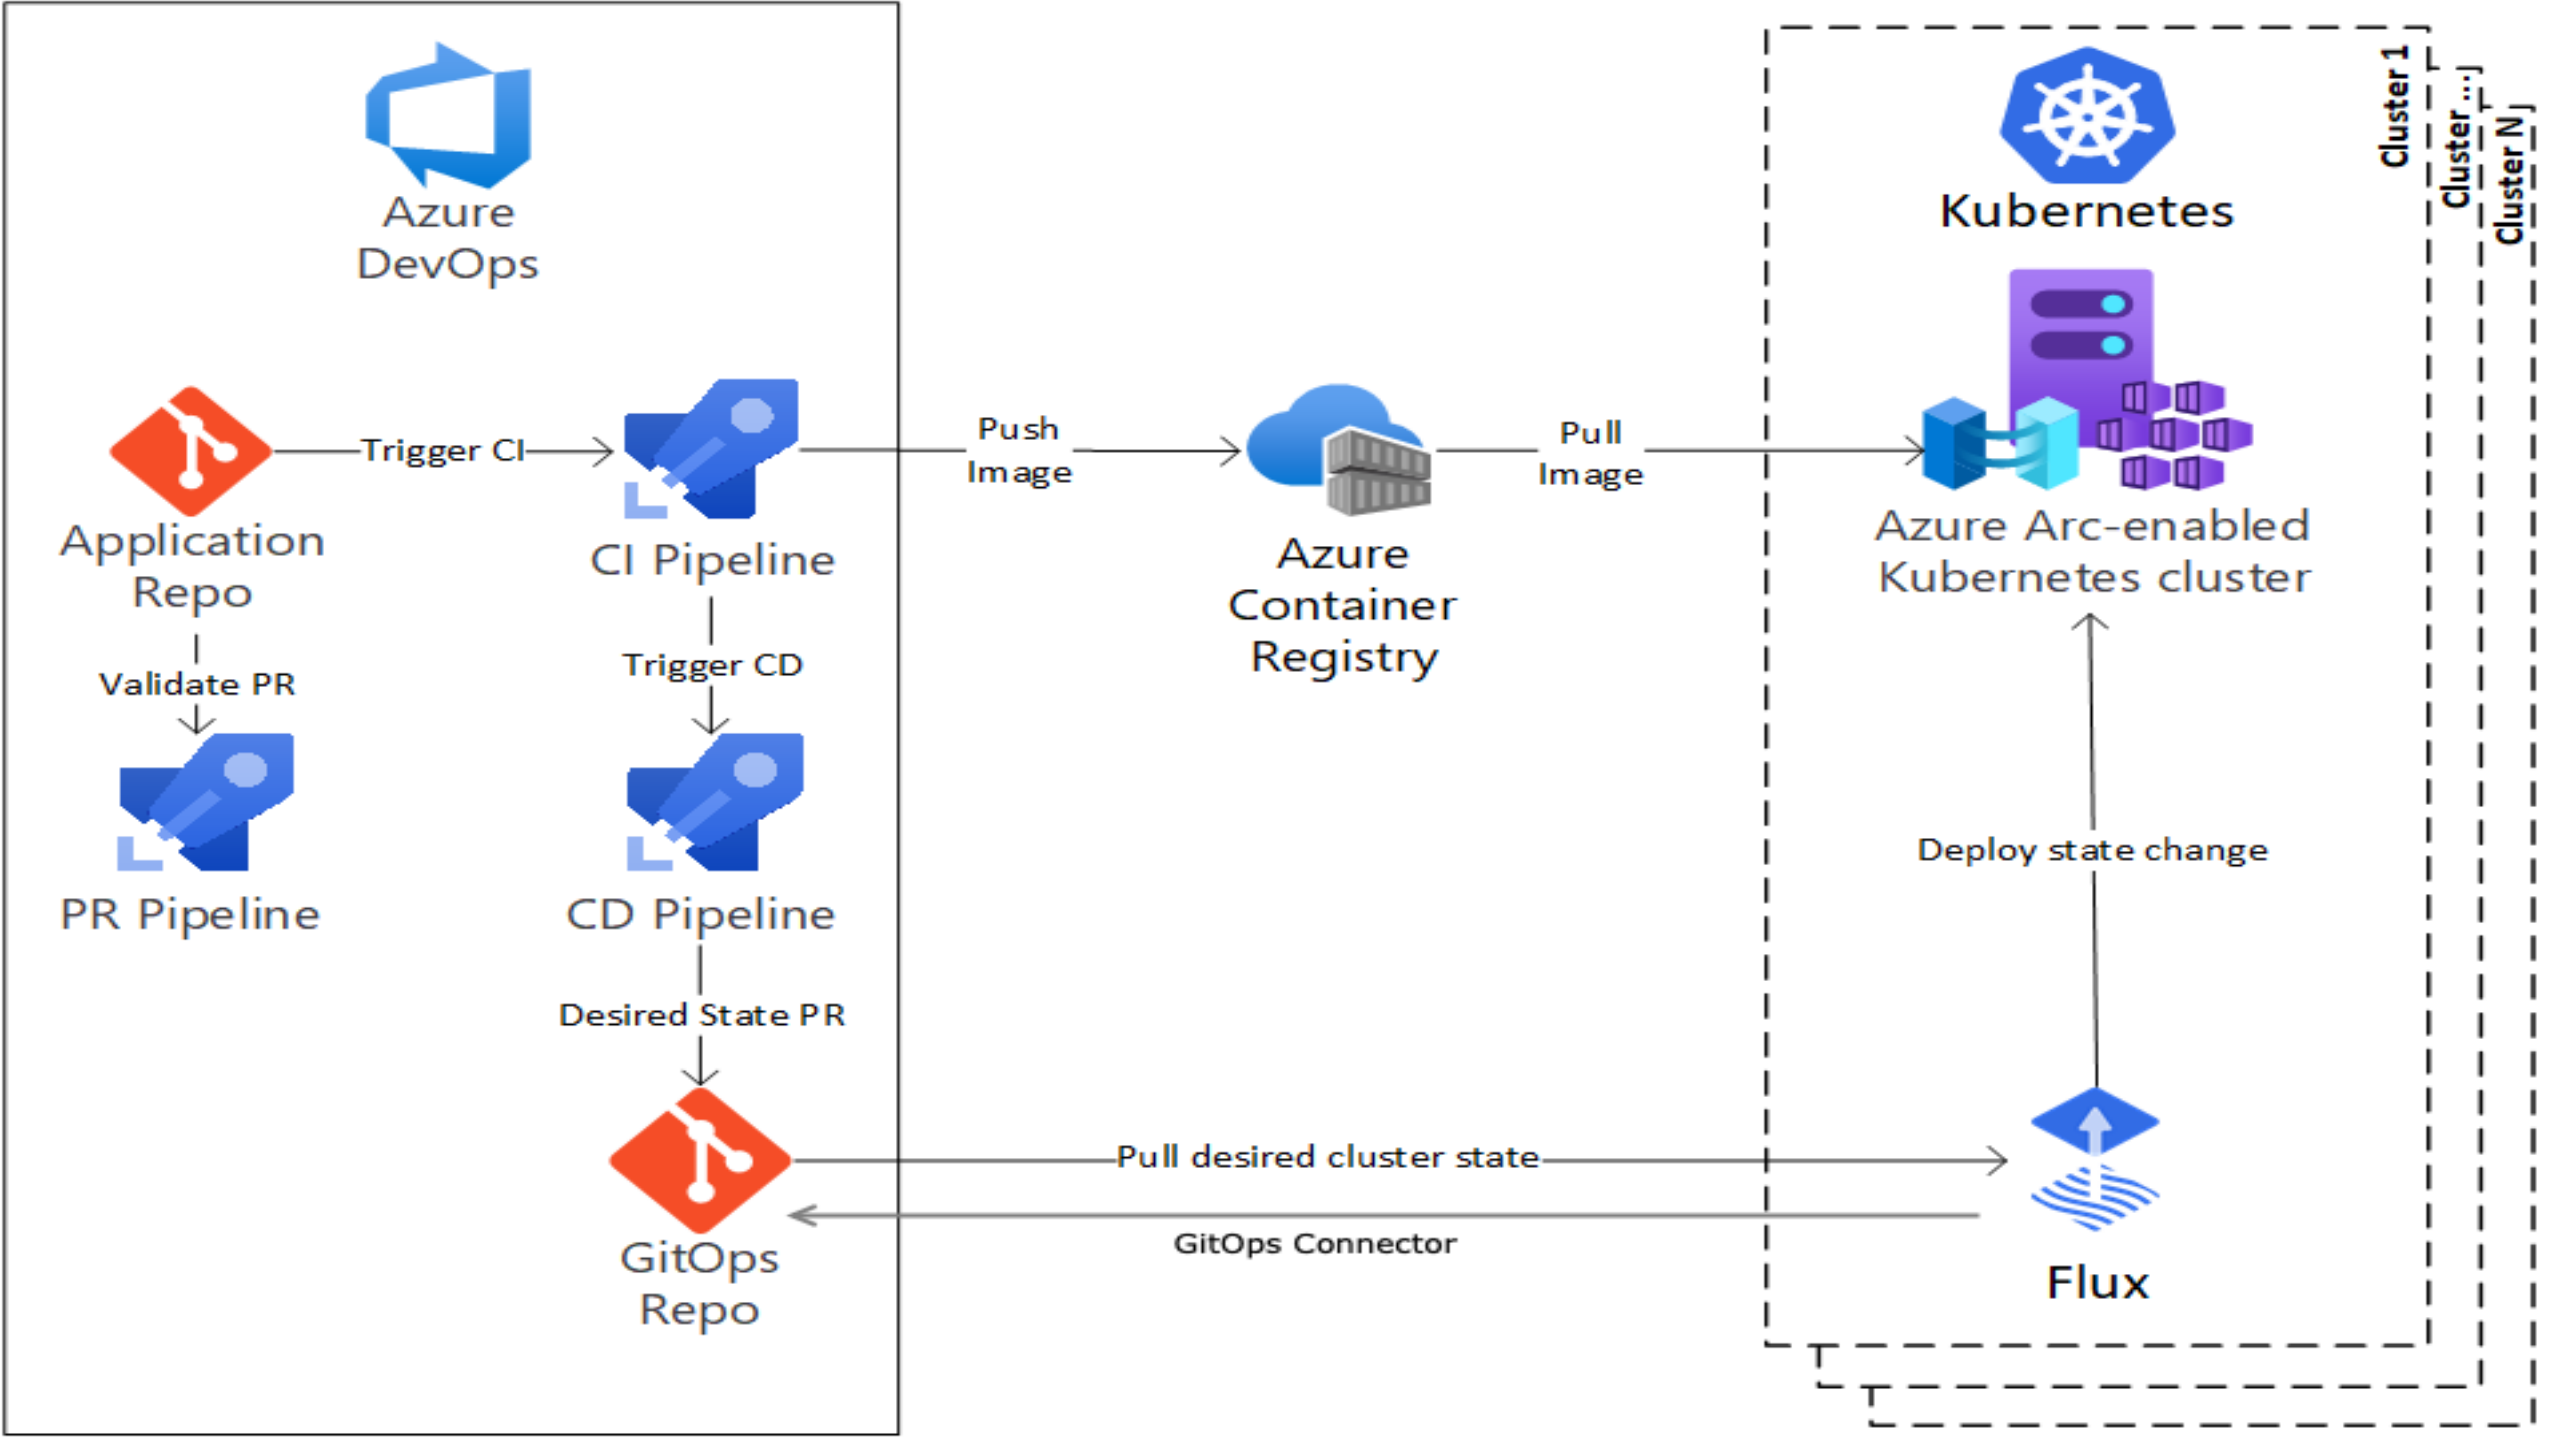 Azure
DevOps
Trigger CI
Application
Repo
CI Pipeline
Validate PR
Trigger CD
PR Pipeline
CD Pipeline
Desired State PR
GitOps
Repo
Push
Image
Azure
Container
Registry
Pull
Image
Pull desired cluster state
GitOps Connector
Kubernetes
Azure Arc-enabled
Kubernetes cluster
Deploy state change
Flux
Cluster 1
Cluster ...
Cluster N